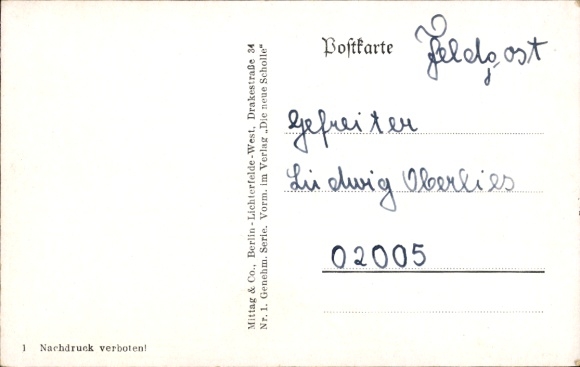 Postkarte
Feldpost
Gefreiter
Ludwig Oberlies
02005
Mittag & Co., Berlin-Lichterfelde-West, Drakestraße 34
Nr. 1. Genehm. Serie. Vorm. im Verlag „Die neue Scholle"
1 Nachdruck verboten!